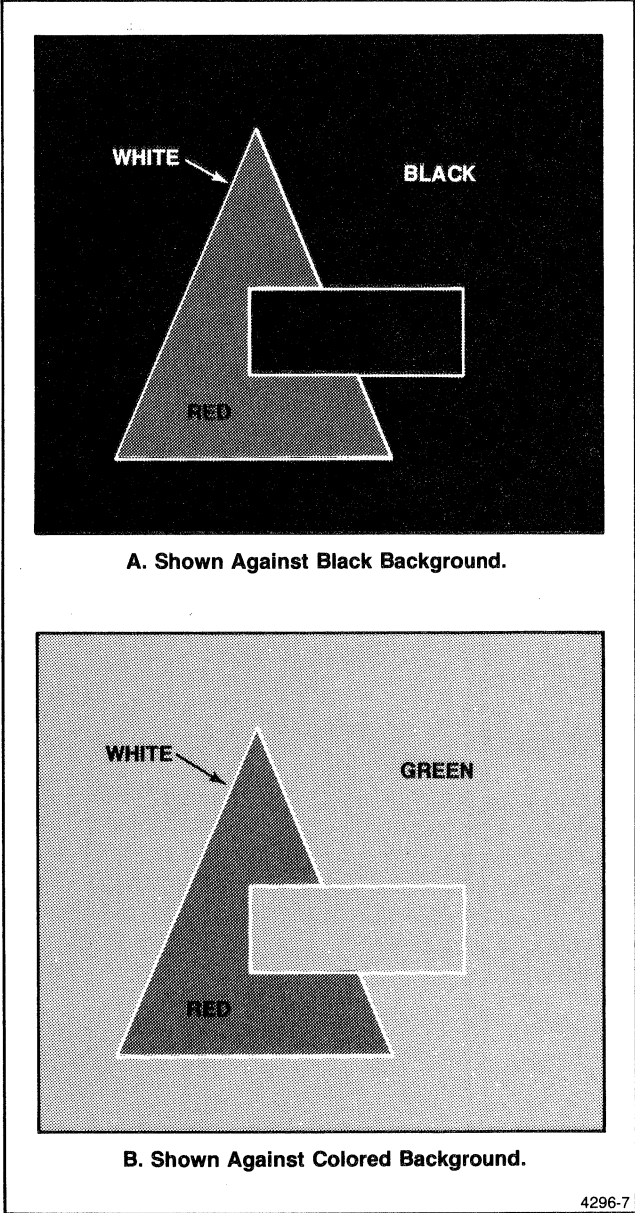 WHITE
BLACK
RED
A. Shown Against Black Background.
WHITE
GREEN
RED
B. Shown Against Colored Background.
4296-7